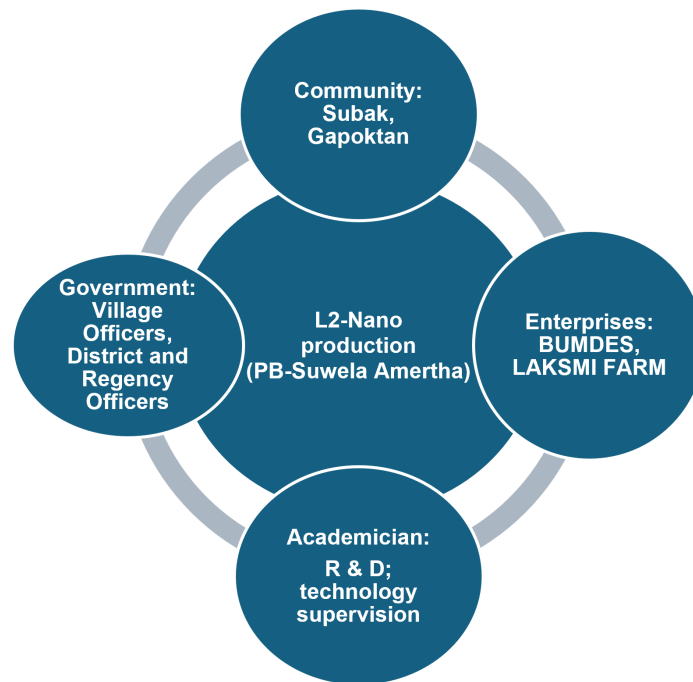 Community:
Subak,
Gapoktan
Government:
Village
Officers,
District and
Regency
Officers
L2-Nano
production
(PB-Suwela Amertha)
Enterprises:
BUMDES,
LAKSMI FARM
Academician:
R & D;
technology
supervision